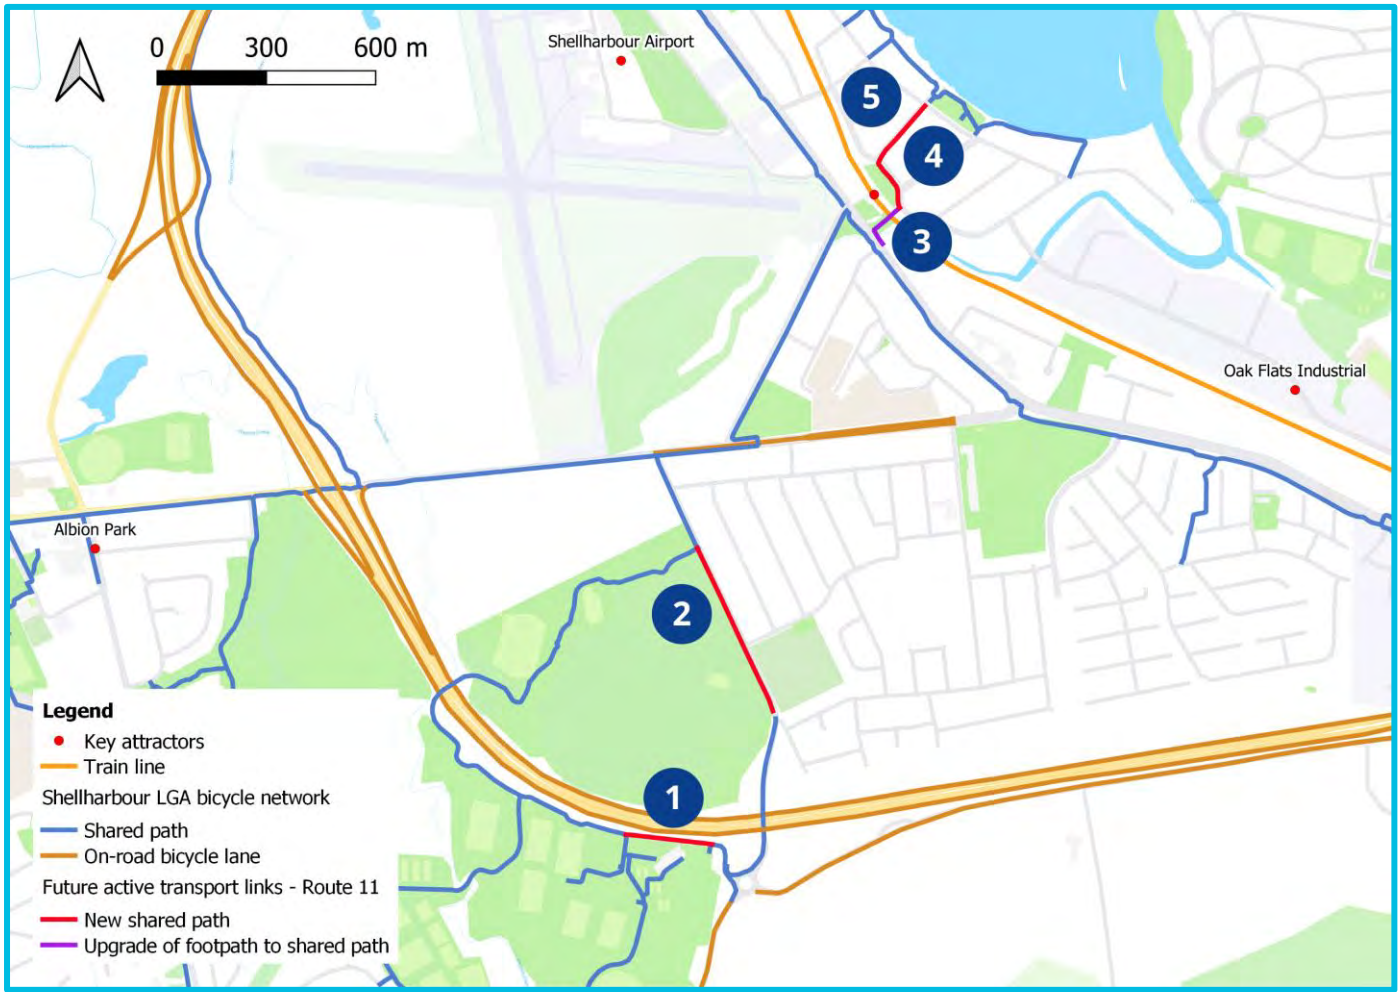 0 300 600 m
Shellharbour Airport
5
4
3
Oak Flats Industrial
Albion Park
2
1
Legend
Key attractors
Train line
Shellharbour LGA bicycle network
Shared path
On-road bicycle lane
Future active transport links - Route 11
New shared path
Upgrade of footpath to shared path